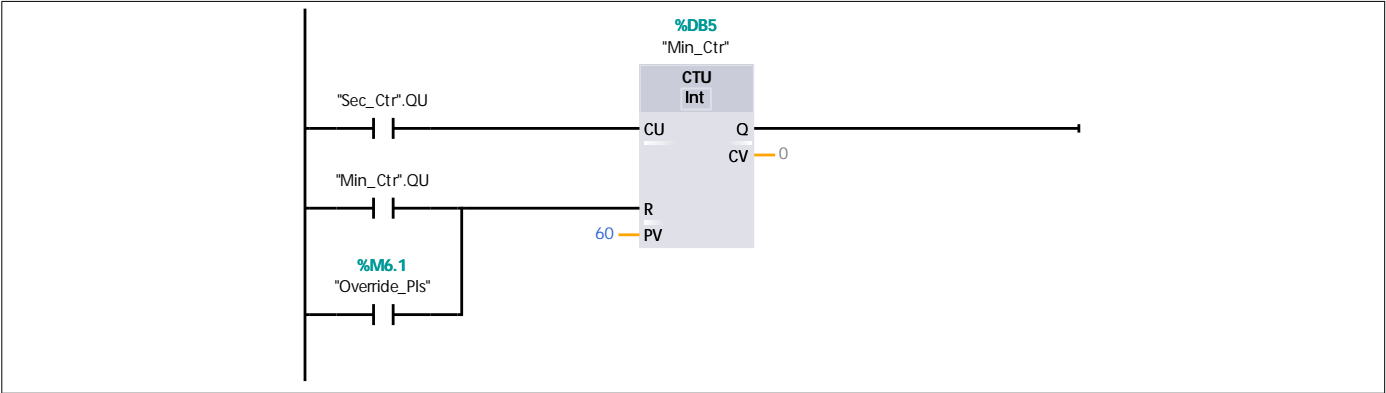 %DB5
"Min_Ctr"
CTU
Int
"Sec_Ctr".QU
CU Q
CV 0
"Min_Ctr".QU
R
60 PV
%M6.1
"Override_Pls"